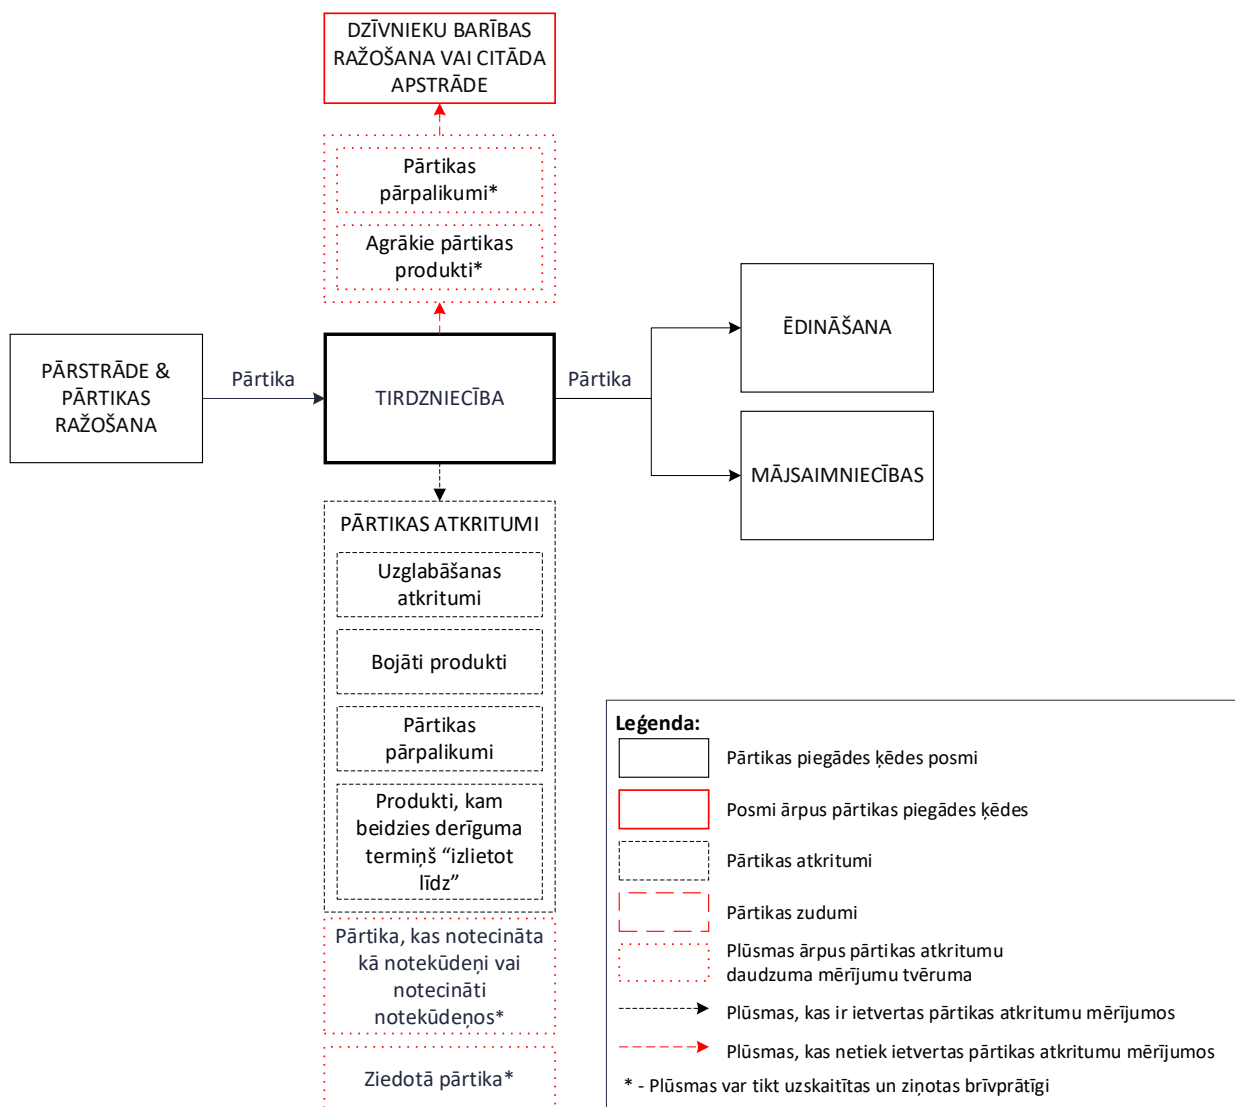 DZĪVNIEKU BARĪBAS
RAŽOŠANA VAI CITĀDA
APSTRĀDE
Pārtikas
pārpalikumi*
Agrākie pārtikas
produkti*
PĀRSTRĀDE &
PĀRTIKAS
RAŽOŠANA
Pārtika
TIRDZNIECĪBA
Pārtika
ĒDINĀŠANA
MĀJSAIMNIECĪBAS
PĀRTIKAS ATKRITUMI
Uzglabāšanas
atkritumi
Bojāti produkti
Pārtikas
pārpalikumi
Produkti, kam
beidzies derīguma
termiņš “izlietot
līdz”
Pārtika, kas notecināta
kā notekūdeņi vai
notecināti
notekūdeņos*
Ziedotā pārtika*
Leģenda:
Pārtikas piegādes ķēdes posmi
Posmi ārpus pārtikas piegādes ķēdes
Pārtikas atkritumi
Pārtikas zudumi
Plūsmas ārpus pārtikas atkritumu
daudzuma mērījumu tvēruma
Plūsmas, kas ir ietvertas pārtikas atkritumu mērījumos
Plūsmas, kas netiek ietvertas pārtikas atkritumu mērījumos
* - Plūsmas var tikt uzskaitītas un ziņotas brīvprātīgi